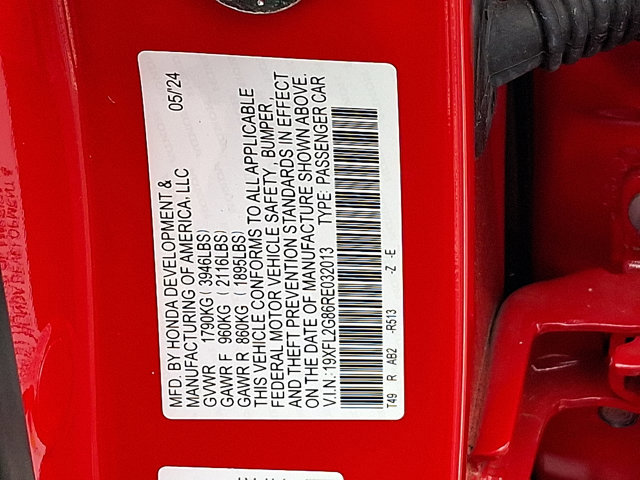 MFD. BY HONDA DEVELOPMENT & 05/'24
MANUFACTURING OF AMERICA, LLC
GVWR 1790KG (3946LBS)
GAWR F 960KG (2116LBS)
GAWR R 860KG (1895LBS)
THIS VEHICLE CONFORMS TO ALL APPLICABLE
FEDERAL MOTOR VEHICLE SAFETY, BUMPER,
AND THEFT PREVENTION STANDARDS IN EFFECT
ON THE DATE OF MANUFACTURE SHOWN ABOVE.
V.I.N.:19XFL2G86RE032013 TYPE: PASSENGER CAR
T49 R AB2 -R513 -Z -E